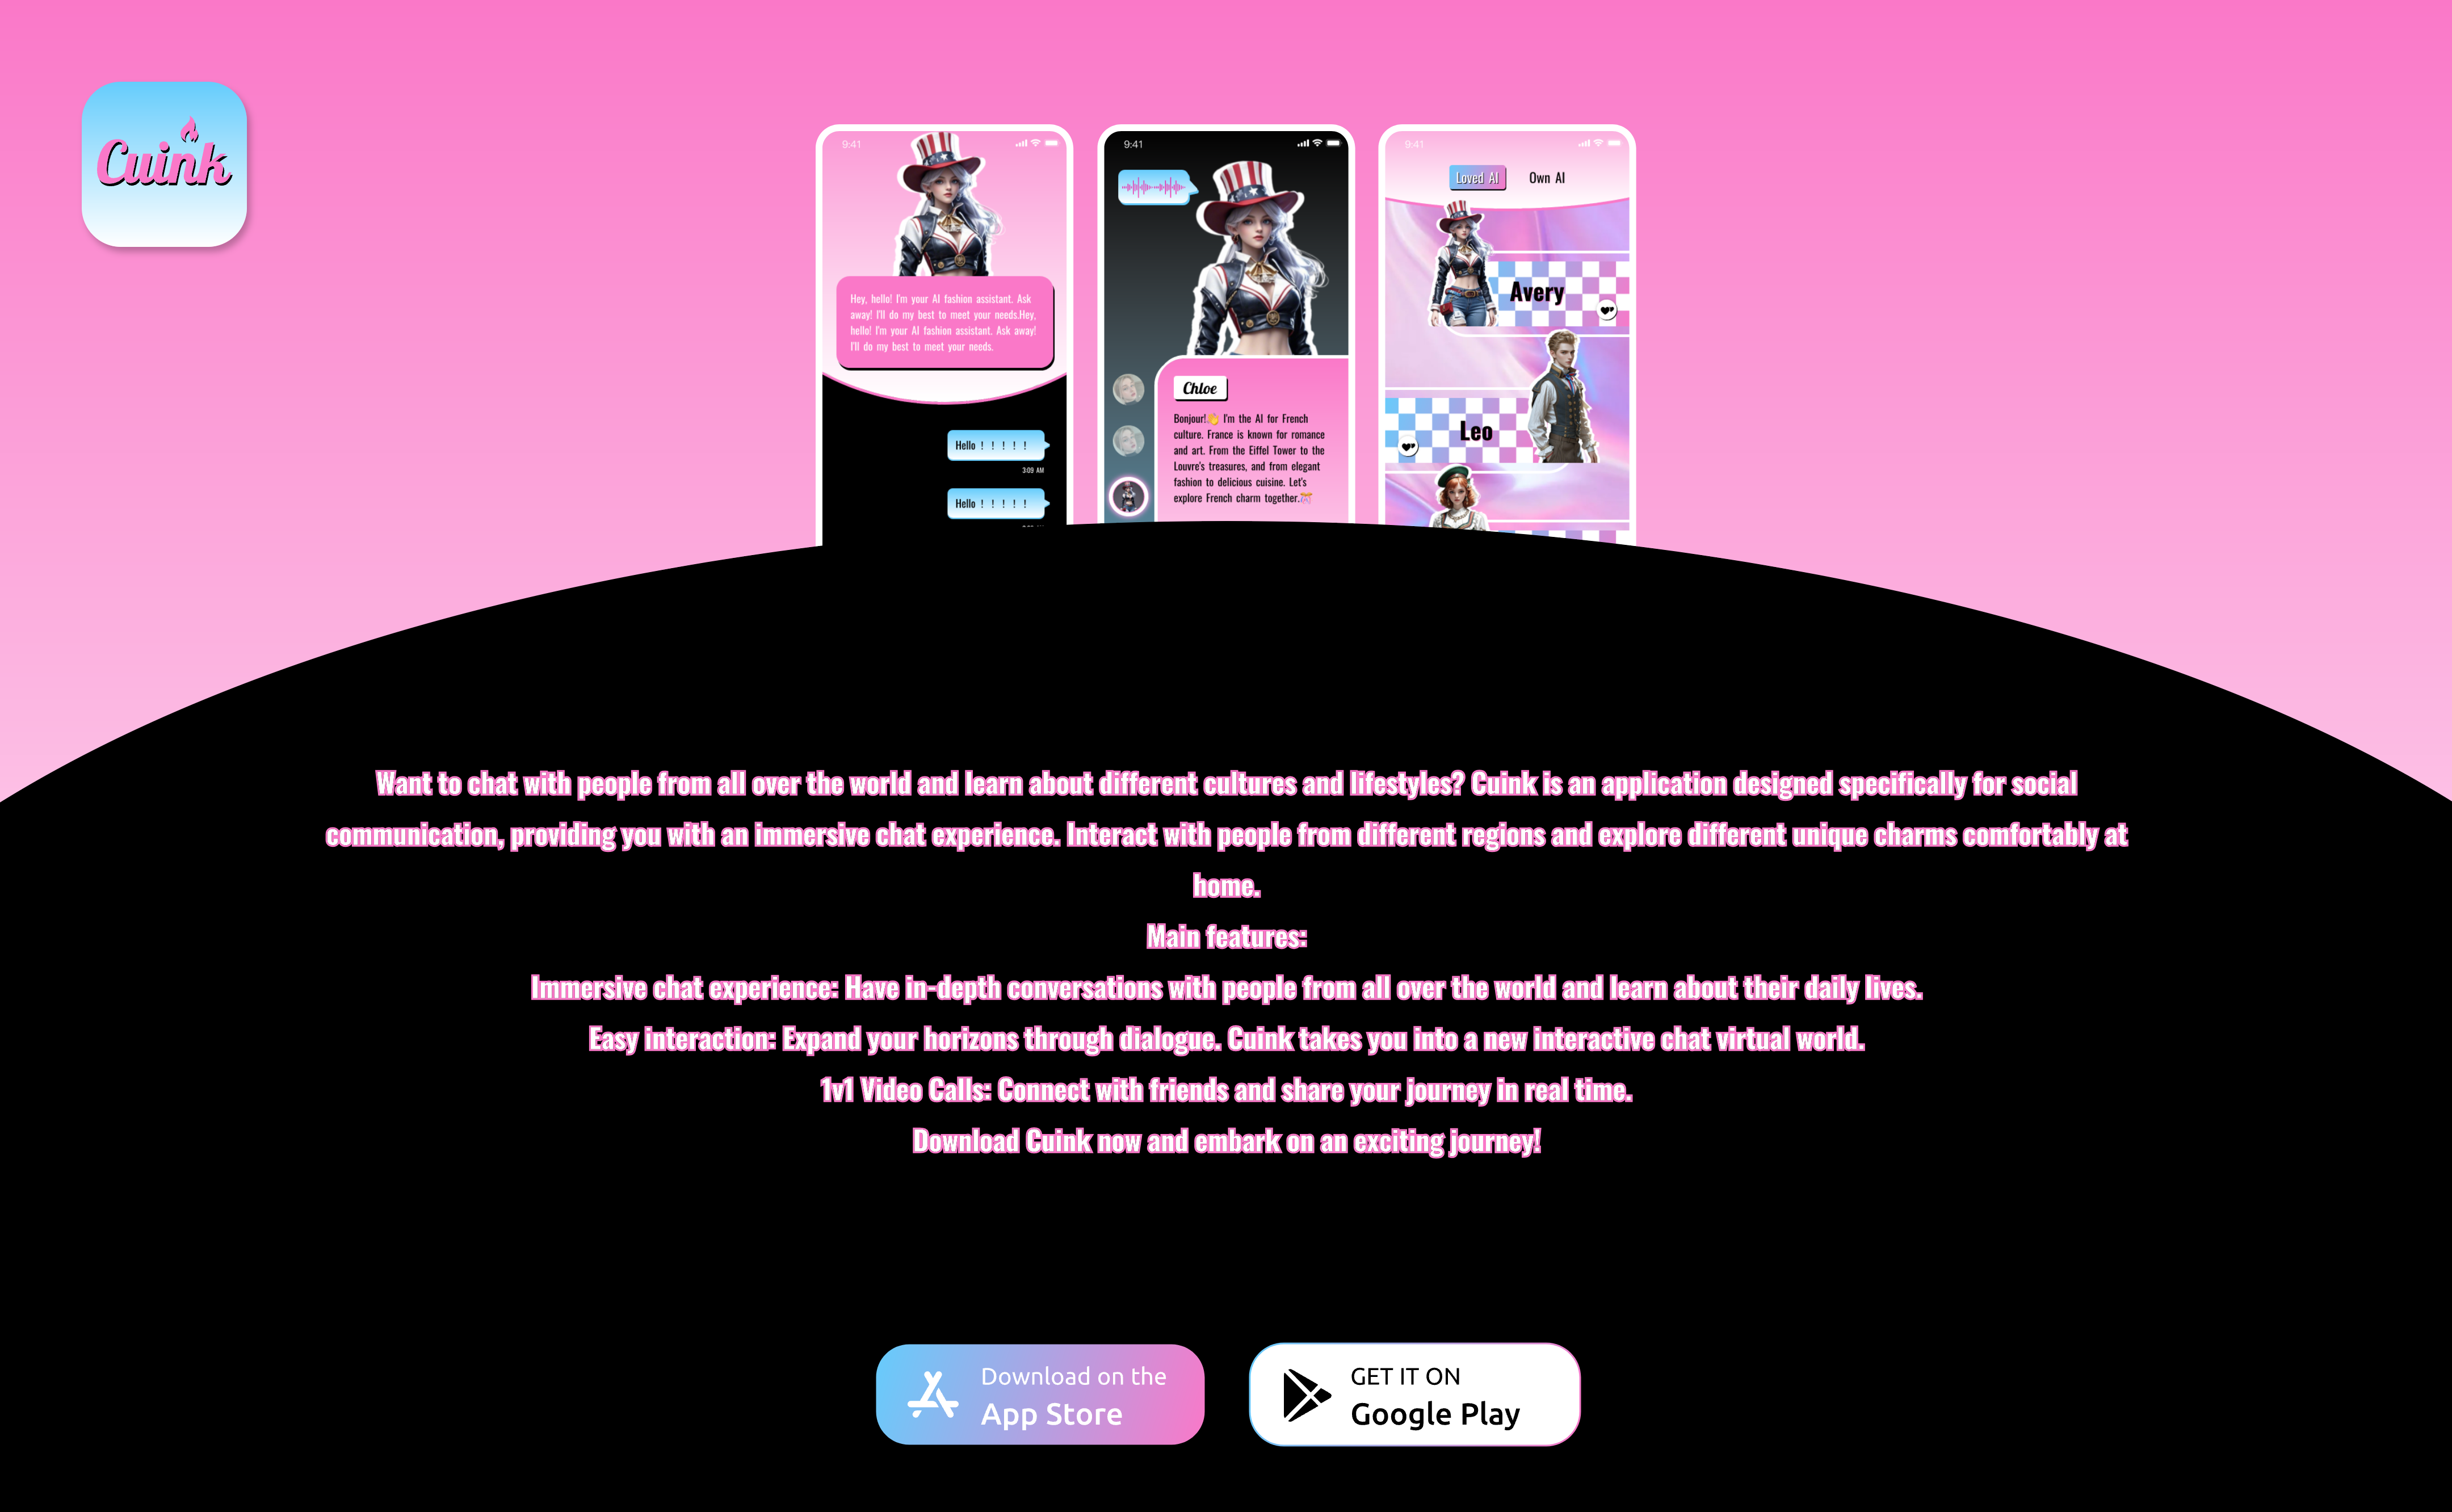 Cuink
9:41
Hey, hello! I'm your AI fashion assistant. Ask
away! I'll do my best to meet your needs.Hey,
hello! I'm your AI fashion assistant. Ask away!
I'll do my best to meet your needs.
Hello ！ ！ ！ ！ ！
3:09 AM
Hello ！ ！ ！ ！ ！
9:41
Chloe
Bonjour!👋 I'm the AI for French
culture. France is known for romance
and art. From the Eiffel Tower to the
Louvre's treasures, and from elegant
fashion to delicious cuisine. Let's
explore French charm together.🎊
9:41
Loved AI
Own AI
Avery
Leo
Want to chat with people from all over the world and learn about different cultures and lifestyles? Cuink is an application designed specifically for social
communication, providing you with an immersive chat experience. Interact with people from different regions and explore different unique charms comfortably at
home.
Main features:
Immersive chat experience: Have in-depth conversations with people from all over the world and learn about their daily lives.
Easy interaction: Expand your horizons through dialogue. Cuink takes you into a new interactive chat virtual world.
1v1 Video Calls: Connect with friends and share your journey in real time.
Download Cuink now and embark on an exciting journey!
Download on the
App Store
GET IT ON
Google Play